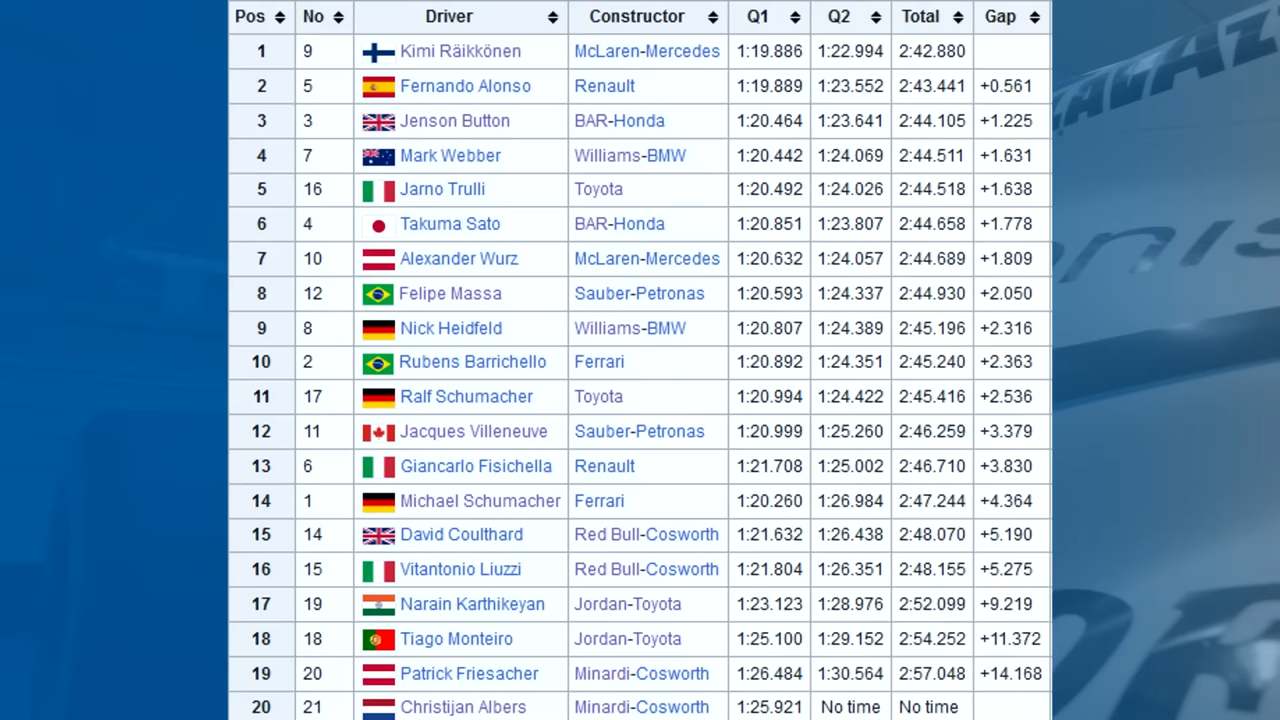 Pos No Driver Constructor Q1 Q2 Total Gap
1 9 Kimi Räikkönen McLaren-Mercedes 1:19.886 1:22.994 2:42.880
2 5 Fernando Alonso Renault 1:19.889 1:23.552 2:43.441 +0.561
3 3 Jenson Button BAR-Honda 1:20.464 1:23.641 2:44.105 +1.225
4 7 Mark Webber Williams-BMW 1:20.442 1:24.069 2:44.511 +1.631
5 16 Jarno Trulli Toyota 1:20.492 1:24.026 2:44.518 +1.638
6 4 Takuma Sato BAR-Honda 1:20.851 1:23.807 2:44.658 +1.778
7 10 Alexander Wurz McLaren-Mercedes 1:20.632 1:24.057 2:44.689 +1.809
8 12 Felipe Massa Sauber-Petronas 1:20.593 1:24.337 2:44.930 +2.050
9 8 Nick Heidfeld Williams-BMW 1:20.807 1:24.389 2:45.196 +2.316
10 2 Rubens Barrichello Ferrari 1:20.892 1:24.351 2:45.240 +2.363
11 17 Ralf Schumacher Toyota 1:20.994 1:24.422 2:45.416 +2.536
12 11 Jacques Villeneuve Sauber-Petronas 1:20.999 1:25.260 2:46.259 +3.379
13 6 Giancarlo Fisichella Renault 1:21.708 1:25.002 2:46.710 +3.830
14 1 Michael Schumacher Ferrari 1:20.260 1:26.984 2:47.244 +4.364
15 14 David Coulthard Red Bull-Cosworth 1:21.632 1:26.438 2:48.070 +5.190
16 15 Vitantonio Liuzzi Red Bull-Cosworth 1:21.804 1:26.351 2:48.155 +5.275
17 19 Narain Karthikeyan Jordan-Toyota 1:23.123 1:28.976 2:52.099 +9.219
18 18 Tiago Monteiro Jordan-Toyota 1:25.100 1:29.152 2:54.252 +11.372
19 20 Patrick Friesacher Minardi-Cosworth 1:26.484 1:30.564 2:57.048 +14.168
20 21 Christijan Albers Minardi-Cosworth 1:25.921 No time No time